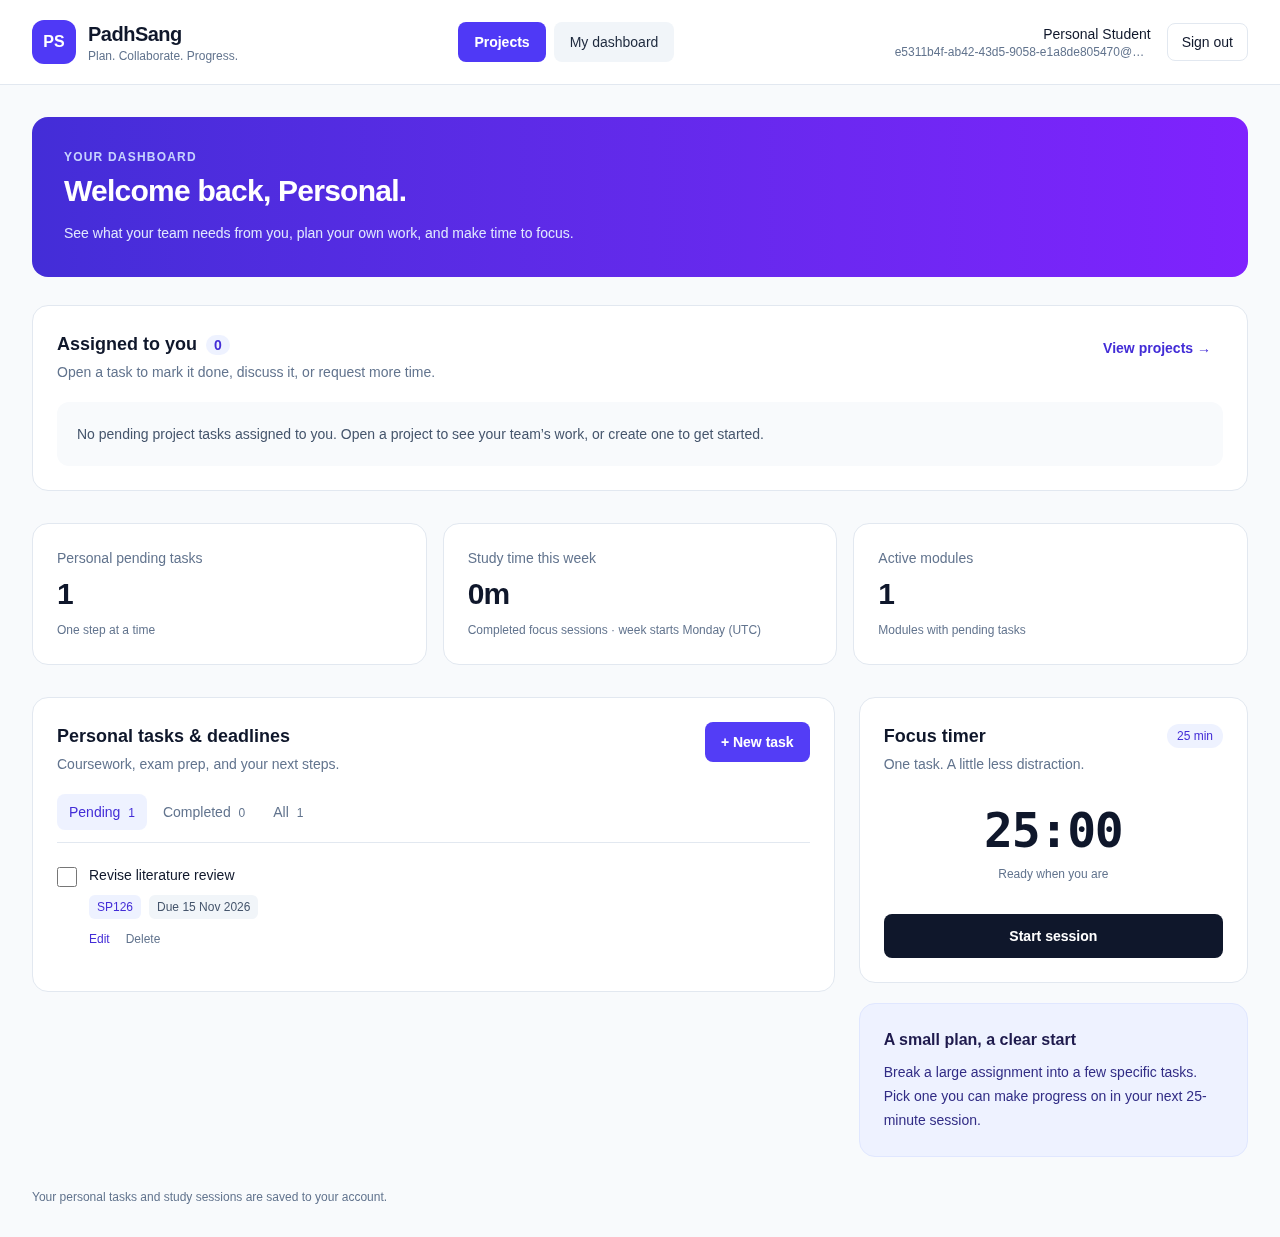 PS
PadhSang
Plan. Collaborate. Progress.
Projects
My dashboard
Personal Student
e5311b4f-ab42-43d5-9058-e1a8de805470@…
Sign out
YOUR DASHBOARD
Welcome back, Personal.
See what your team needs from you, plan your own work, and make time to focus.
Assigned to you 0
View projects →
Open a task to mark it done, discuss it, or request more time.
No pending project tasks assigned to you. Open a project to see your team’s work, or create one to get started.
Personal pending tasks
1
One step at a time
Study time this week
0m
Completed focus sessions · week starts Monday (UTC)
Active modules
1
Modules with pending tasks
Personal tasks & deadlines
+ New task
Coursework, exam prep, and your next steps.
Pending 1
Completed 0
All 1
Revise literature review
SP126
Due 15 Nov 2026
Edit
Delete
Focus timer
25 min
One task. A little less distraction.
25:00
Ready when you are
Start session
A small plan, a clear start
Break a large assignment into a few specific tasks.
Pick one you can make progress on in your next 25-
minute session.
Your personal tasks and study sessions are saved to your account.